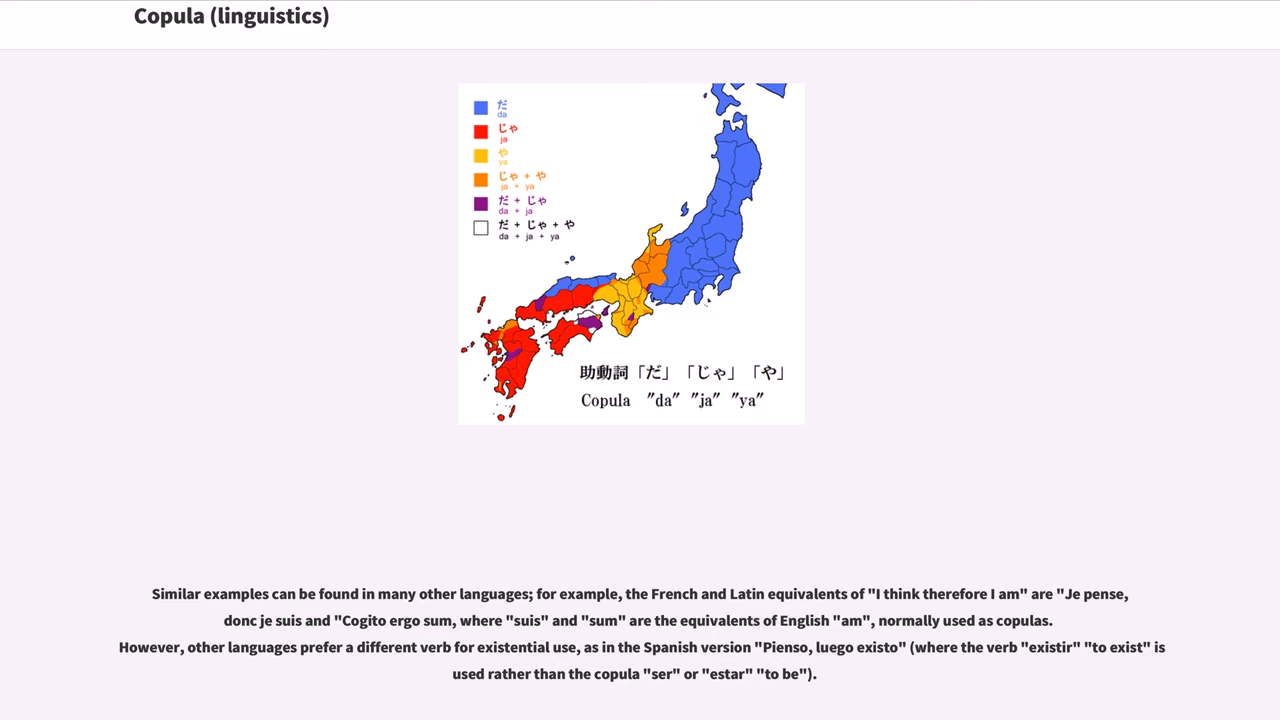 Copula (linguistics)
だ
da
じゃ
ja
や
ya
じゃ + や
ja + ya
だ + じゃ
da + ja
だ + じゃ + や
da + ja + ya
助動詞「だ」「じゃ」「や」
Copula "da" "ja" "ya"
Similar examples can be found in many other languages; for example, the French and Latin equivalents of "I think therefore I am" are "Je pense,
donc je suis and "Cogito ergo sum, where "suis" and "sum" are the equivalents of English "am", normally used as copulas.
However, other languages prefer a different verb for existential use, as in the Spanish version "Pienso, luego existo" (where the verb "existir" "to exist" is
used rather than the copula "ser" or "estar" "to be").